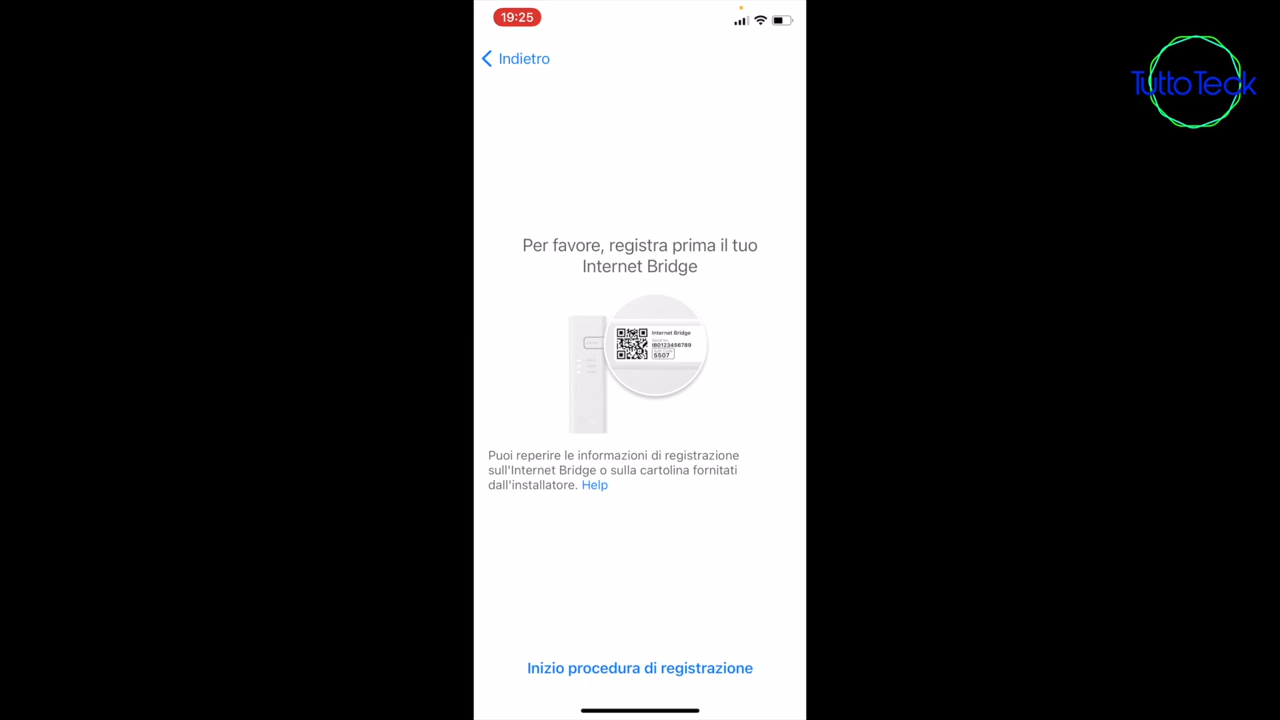 19:25
TuttoTeck
Indietro
Per favore, registra prima il tuo
Internet Bridge
Internet Bridge
IB0123456789
5507
Puoi reperire le informazioni di registrazione
sull'Internet Bridge o sulla cartolina fornitati
dall'installatore. Help
Inizio procedura di registrazione